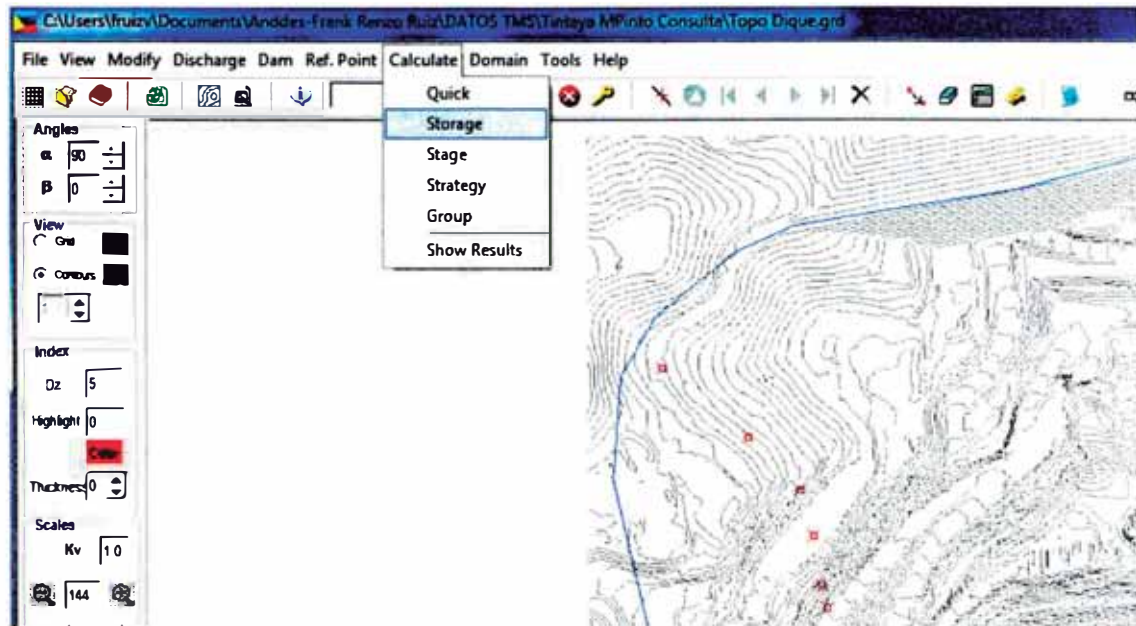 C:\Users\fruizv\Documents\Anddes-Frank Renzo Ruiz\DATOS TMS\Tintaya MPinto Consulta\Topo Dique.grd
File View Modify Discharge Dam Ref. Point Calculate Domain Tools Help
Quick
Storage
Stage
Strategy
Group
Show Results
Angles
α 90
β 0
View
Grid
Contours
Index
Dz 5
Highlight 0
Color
Thickness 0
Scales
Kv 1.0
144